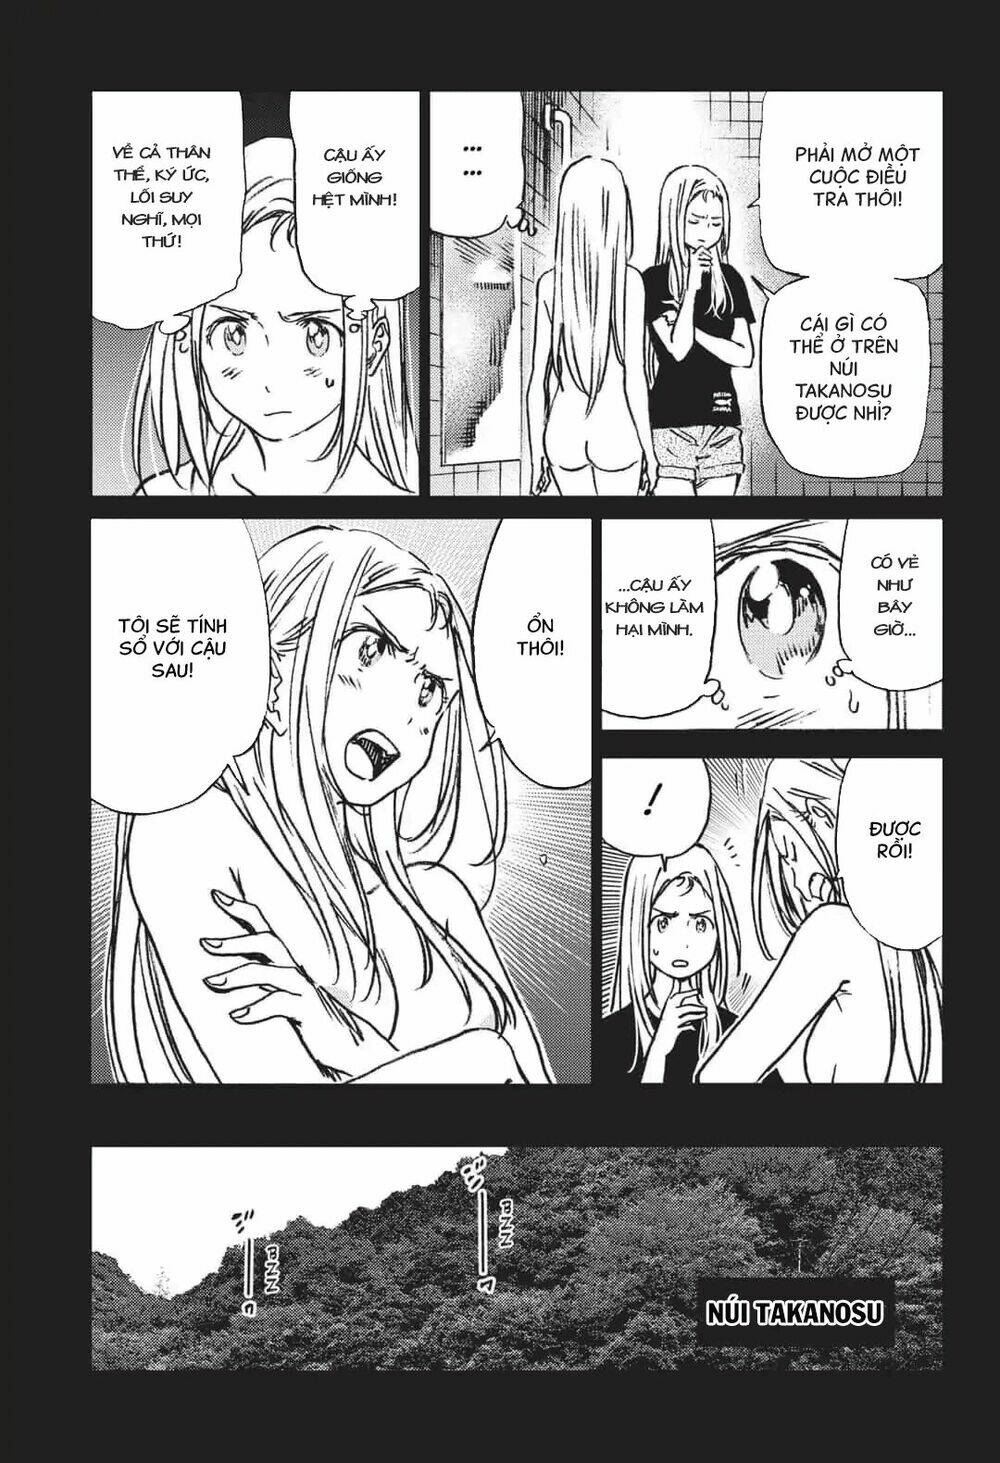 PHẢI MỞ MỘT
CUỘC ĐIỀU
TRA THÔI!
CÁI GÌ CÓ
THỂ Ở TRÊN
NÚI
TAKANOSU
ĐƯỢC NHỈ?
...
...
CẬU ẤY
GIỐNG
HỆT MÌNH!
VỀ CẢ THÂN
THỂ, KÝ ỨC,
LỐI SUY
NGHĨ, MỌI
THỨ!
CÓ VẺ
NHƯ
BÂY
GIỜ...
...CẬU ẤY
KHÔNG LÀM
HẠI MÌNH.
ĐƯỢC
RỒI!
!
ỔN
THÔI!
TÔI SẼ TÍNH
SỔ VỚI CẬU
SAU!
BZZZ
BZZZ
NÚI TAKANOSU